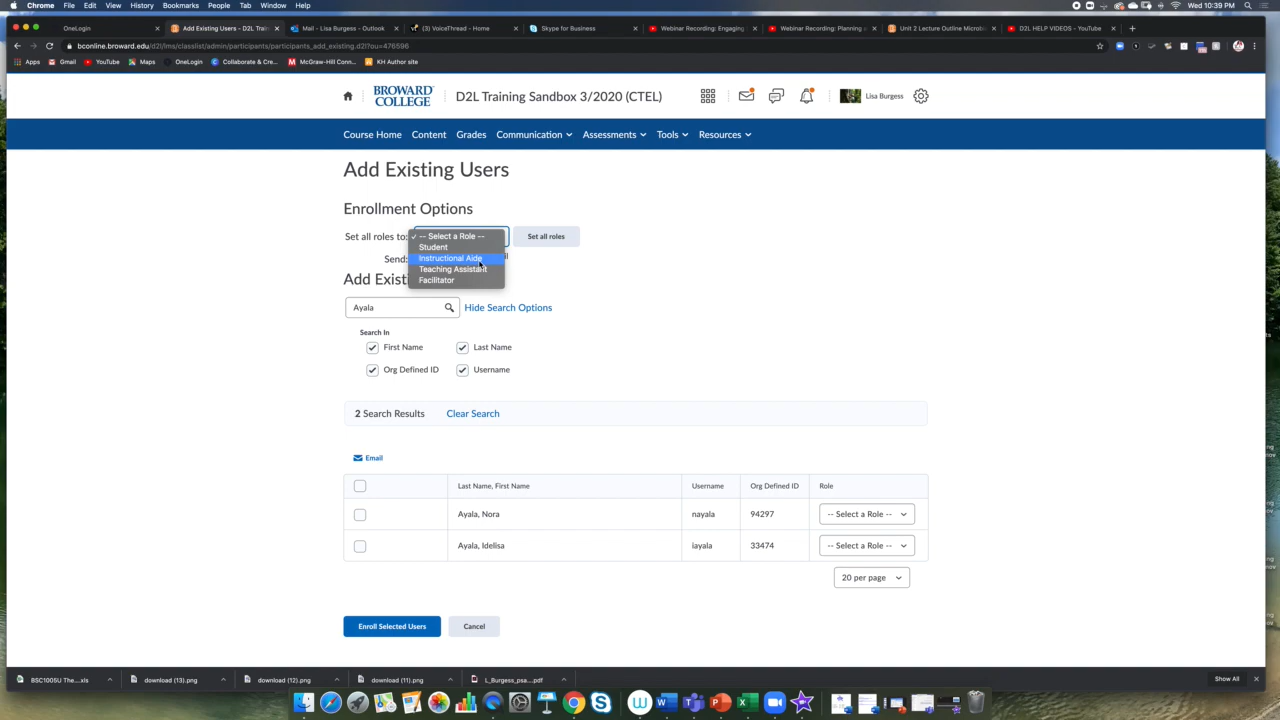 Chrome File Edit View History Bookmarks People Tab Window Help
Wed 10:39 PM
OneLogin
Add Existing Users - D2L Trai
Mail - Lisa Burgess - Outlook
(3) VoiceThread - Home
Skype for Business
Webinar Recording: Engaging
Webinar Recording: Planning a
Unit 2 Lecture Outline Microb
D2L HELP VIDEOS - YouTube
bconline.broward.edu/d2l/lms/classlist/admin/participants/participants_add_existing.d2l?ou=476596
Apps Gmail YouTube Maps OneLogin Collaborate & Cre... McGraw-Hill Conn... KH Author site
BROWARD COLLEGE
D2L Training Sandbox 3/2020 (CTEL)
Lisa Burgess
Course Home Content Grades Communication Assessments Tools Resources
Add Existing Users
Enrollment Options
Set all roles to:
-- Select a Role --
Set all roles
Student
Send:
Instructional Aide
Teaching Assistant
Facilitator
Add Exist
Ayala
Hide Search Options
Search In
First Name
Last Name
Org Defined ID
Username
2 Search Results
Clear Search
Email
Last Name, First Name Username Org Defined ID Role
Ayala, Nora nayala 94297 -- Select a Role --
Ayala, Idelisa iayala 33474 -- Select a Role --
20 per page
Enroll Selected Users
Cancel
BSC1005U The....xls
download (13).png
download (12).png
download (11).png
L_Burgess_psa....pdf
Show All